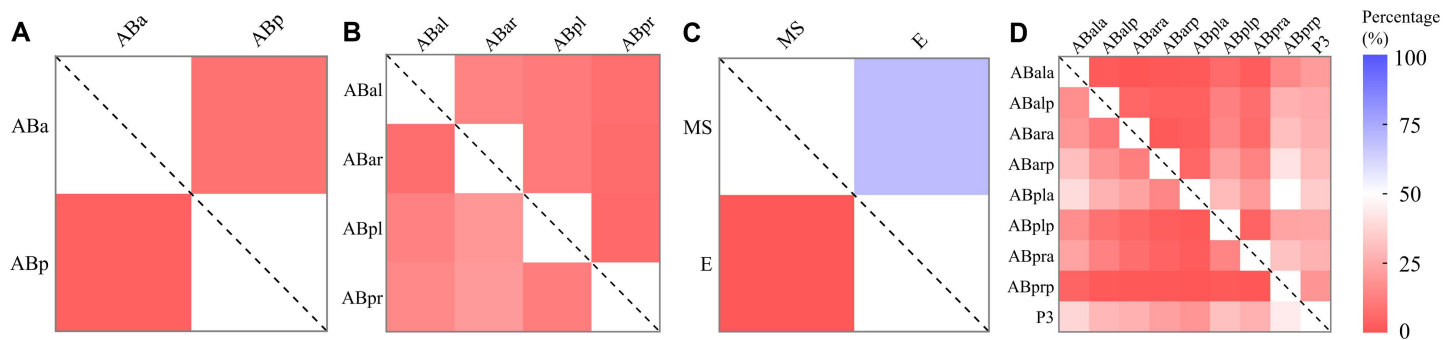 A
ABa
ABp
ABa
ABp
B
ABal
ABar
ABpl
ABpr
ABal
ABar
ABpl
ABpr
C
MS
E
MS
E
D
ABala
ABalp
ABara
ABarp
ABpla
ABplp
ABpra
ABprp
P3
ABala
ABalp
ABara
ABarp
ABpla
ABplp
ABpra
ABprp
P3
Percentage
(%)
100
75
50
25
0